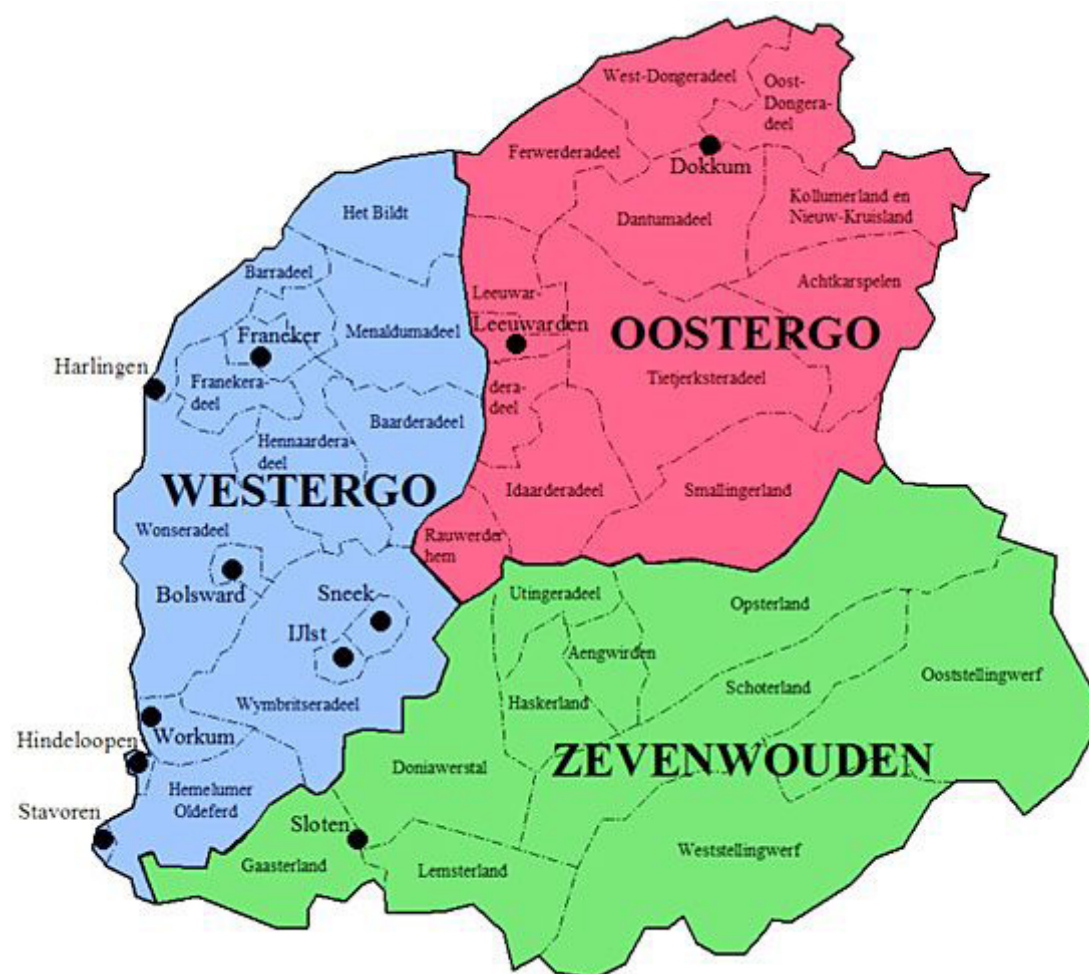 West-Dongeradeel
Oost-
Dongera-
deel
Ferwerderadeel
Dokkum
Kollumerland en
Nieuw-Kruisland
Dantumadeel
Het Bildt
Barradeel
Achtkarspelen
Leeuwar-
Leeuwarden
OOSTERGO
Menaldumadeel
Franeker
Harlingen
Franekera-
deel
dera-
deel
Tietjerksteradeel
Baarderadeel
Hennaardera-
deel
WESTERGO
Idaarderadeel
Smallingerland
Wonseradeel
Rauwerder
hem
Bolsward
Sneek
Utingeradeel
Opsterland
IJlst
Aengwirden
Ooststellingwerf
Schoterland
Haskerland
Wymbritseradeel
Workum
Hindeloopen
ZEVENWOUDEN
Doniawerstal
Hemelumer
Oldeferd
Stavoren
Sloten
Weststellingwerf
Gaasterland
Lemsterland